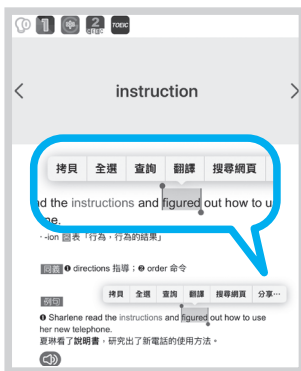 1 2 TOEIC
instruction
拷貝 全選 查詢 翻譯 搜尋網頁
d the instructions and figured out how to u
ne.
-ion 表「行為，行為的結果」
同義 ❶ directions 指導；❷ order 命令
拷貝 全選 查詢 翻譯 搜尋網頁 分享…
例句
❶ Sharlene read the instructions and figured out how to use
her new telephone.
夏琳看了說明書，研究出了新電話的使用方法。